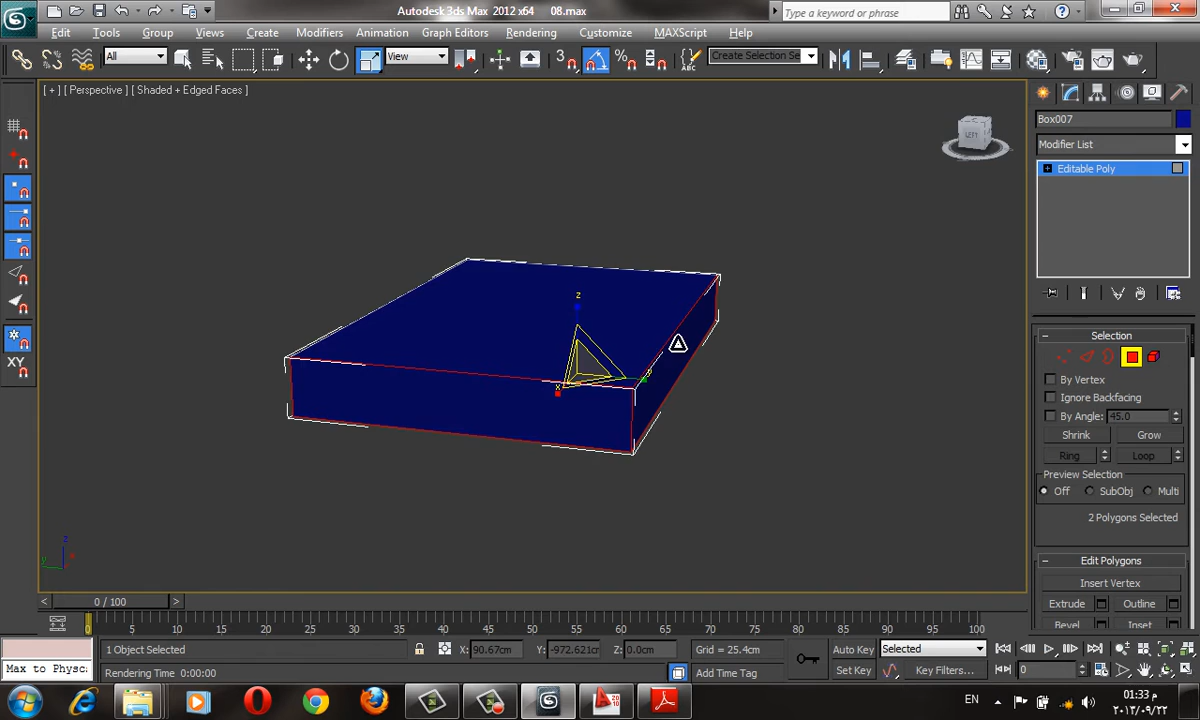 Autodesk 3ds Max 2012 x64 08.max
Type a keyword or phrase
Edit Tools Group Views Create Modifiers Animation Graph Editors Rendering Customize MAXScript Help
All View 3 Create Selection Se
[ + ] [ Perspective ] [ Shaded + Edged Faces ]
LEFT
Box007
Modifier List
Editable Poly
XY
z
x
y
Selection
By Vertex
Ignore Backfacing
By Angle: 45.0
Shrink Grow
Ring Loop
Preview Selection
Off SubObj Multi
2 Polygons Selected
Edit Polygons
Insert Vertex
Extrude Outline
Bevel Inset
z
y x
< 0 / 100 >
0 5 10 15 20 25 30 35 40 45 50 55 60 65 70 75 80 85 90 95 100
1 Object Selected X: 90.67cm Y: -972.621cm Z: 0.0cm Grid = 25.4cm Auto Key Selected
Max to Physc: Rendering Time 0:00:00 Add Time Tag Set Key Key Filters... 0
EN
01:33 م
٢٠١٣/٠٩/٢٢